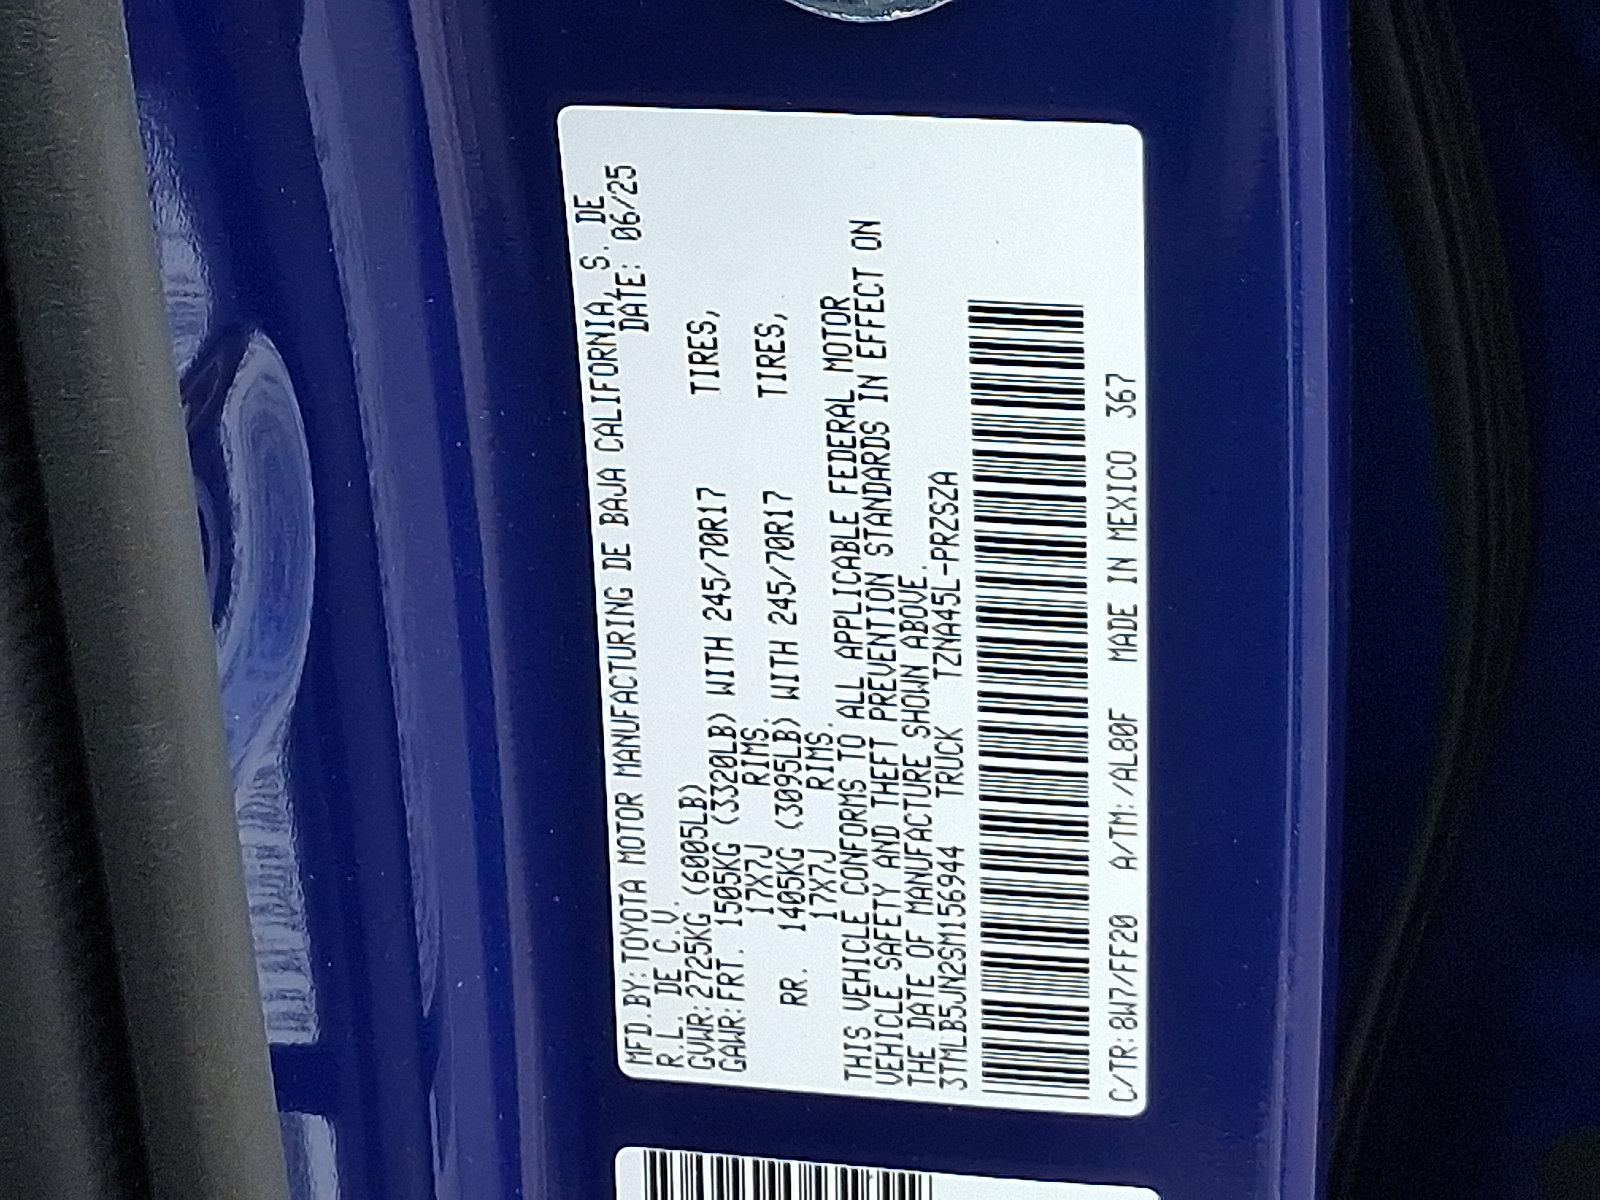 MFD.BY:TOYOTA MOTOR MANUFACTURING DE BAJA CALIFORNIA, S. DE
R.L. DE C.V. DATE: 06/25
GVWR:2725KG (6005LB)
GAWR:FRT. 1505KG (3320LB) WITH 245/70R17 TIRES,
17X7J RIMS.
RR. 1405KG (3095LB) WITH 245/70R17 TIRES,
17X7J RIMS.
THIS VEHICLE CONFORMS TO ALL APPLICABLE FEDERAL MOTOR
VEHICLE SAFETY AND THEFT PREVENTION STANDARDS IN EFFECT ON
THE DATE OF MANUFACTURE SHOWN ABOVE.
3TMLB5JN2SM156944 TRUCK TZNA45L-PRZSZA
C/TR:8W7/FF20 A/TM:/AL80F MADE IN MEXICO 367